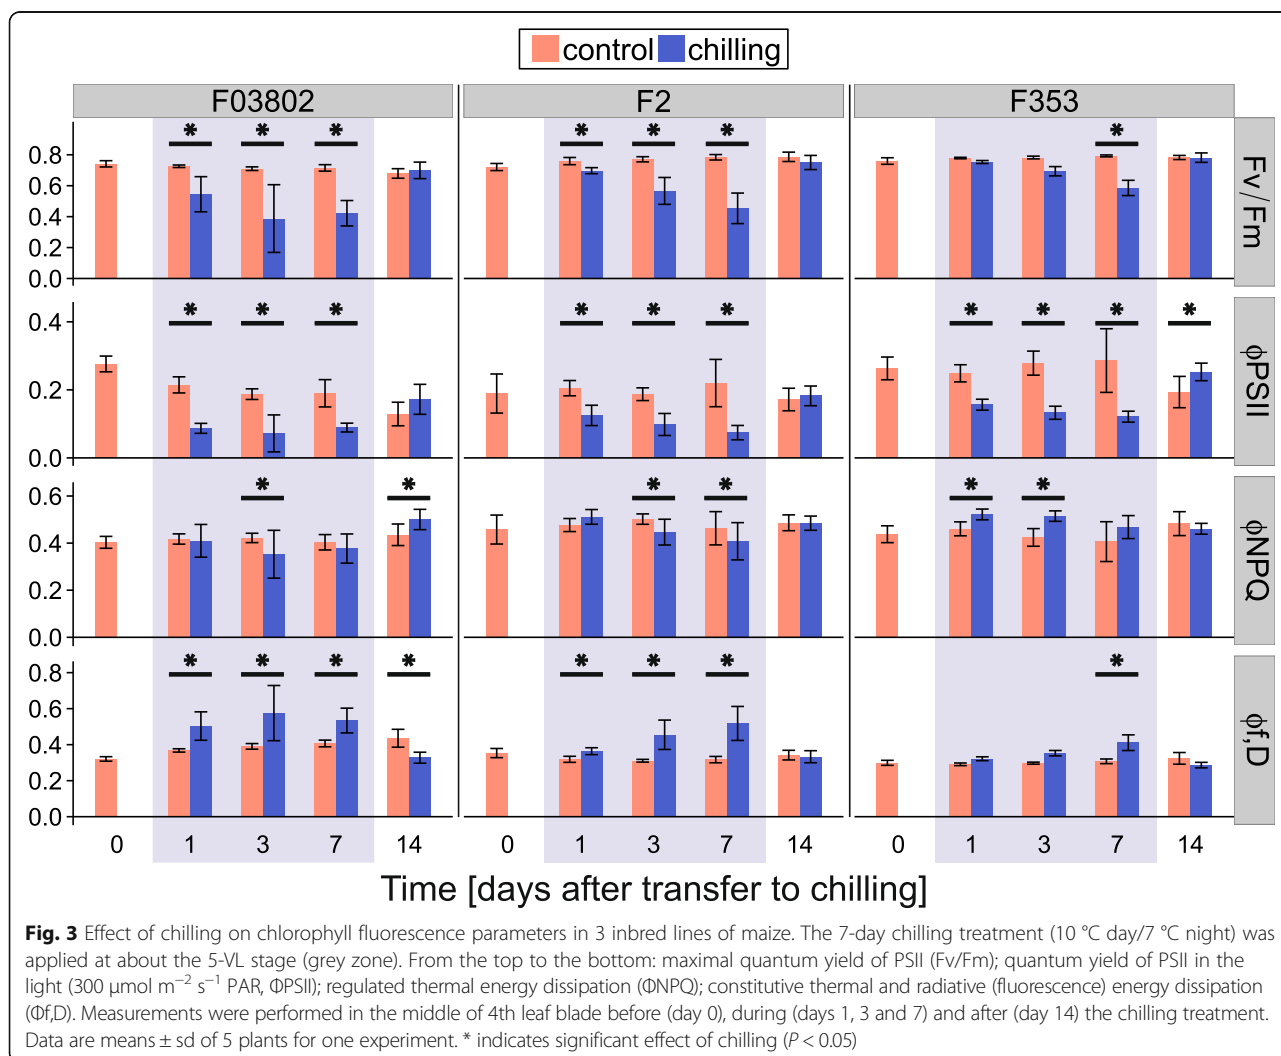 control chilling
F03802 F2 F353
* * * * * * *
0.8
0.6
0.4
0.2
0.0
Fv/Fm
* * * * * * * * * *
0.4
0.2
0.0
ϕPSII
* * * * * *
0.6
0.4
0.2
0.0
ϕNPQ
* * * * * * * *
0.8
0.6
0.4
0.2
0.0
ϕf,D
0 1 3 7 14 0 1 3 7 14 0 1 3 7 14
Time [days after transfer to chilling]
Fig. 3 Effect of chilling on chlorophyll fluorescence parameters in 3 inbred lines of maize. The 7-day chilling treatment (10 °C day/7 °C night) was
applied at about the 5-VL stage (grey zone). From the top to the bottom: maximal quantum yield of PSII (Fv/Fm); quantum yield of PSII in the
light (300 μmol m⁻² s⁻¹ PAR, ΦPSII); regulated thermal energy dissipation (ΦNPQ); constitutive thermal and radiative (fluorescence) energy dissipation
(Φf,D). Measurements were performed in the middle of 4th leaf blade before (day 0), during (days 1, 3 and 7) and after (day 14) the chilling treatment.
Data are means ± sd of 5 plants for one experiment. * indicates significant effect of chilling (P < 0.05)